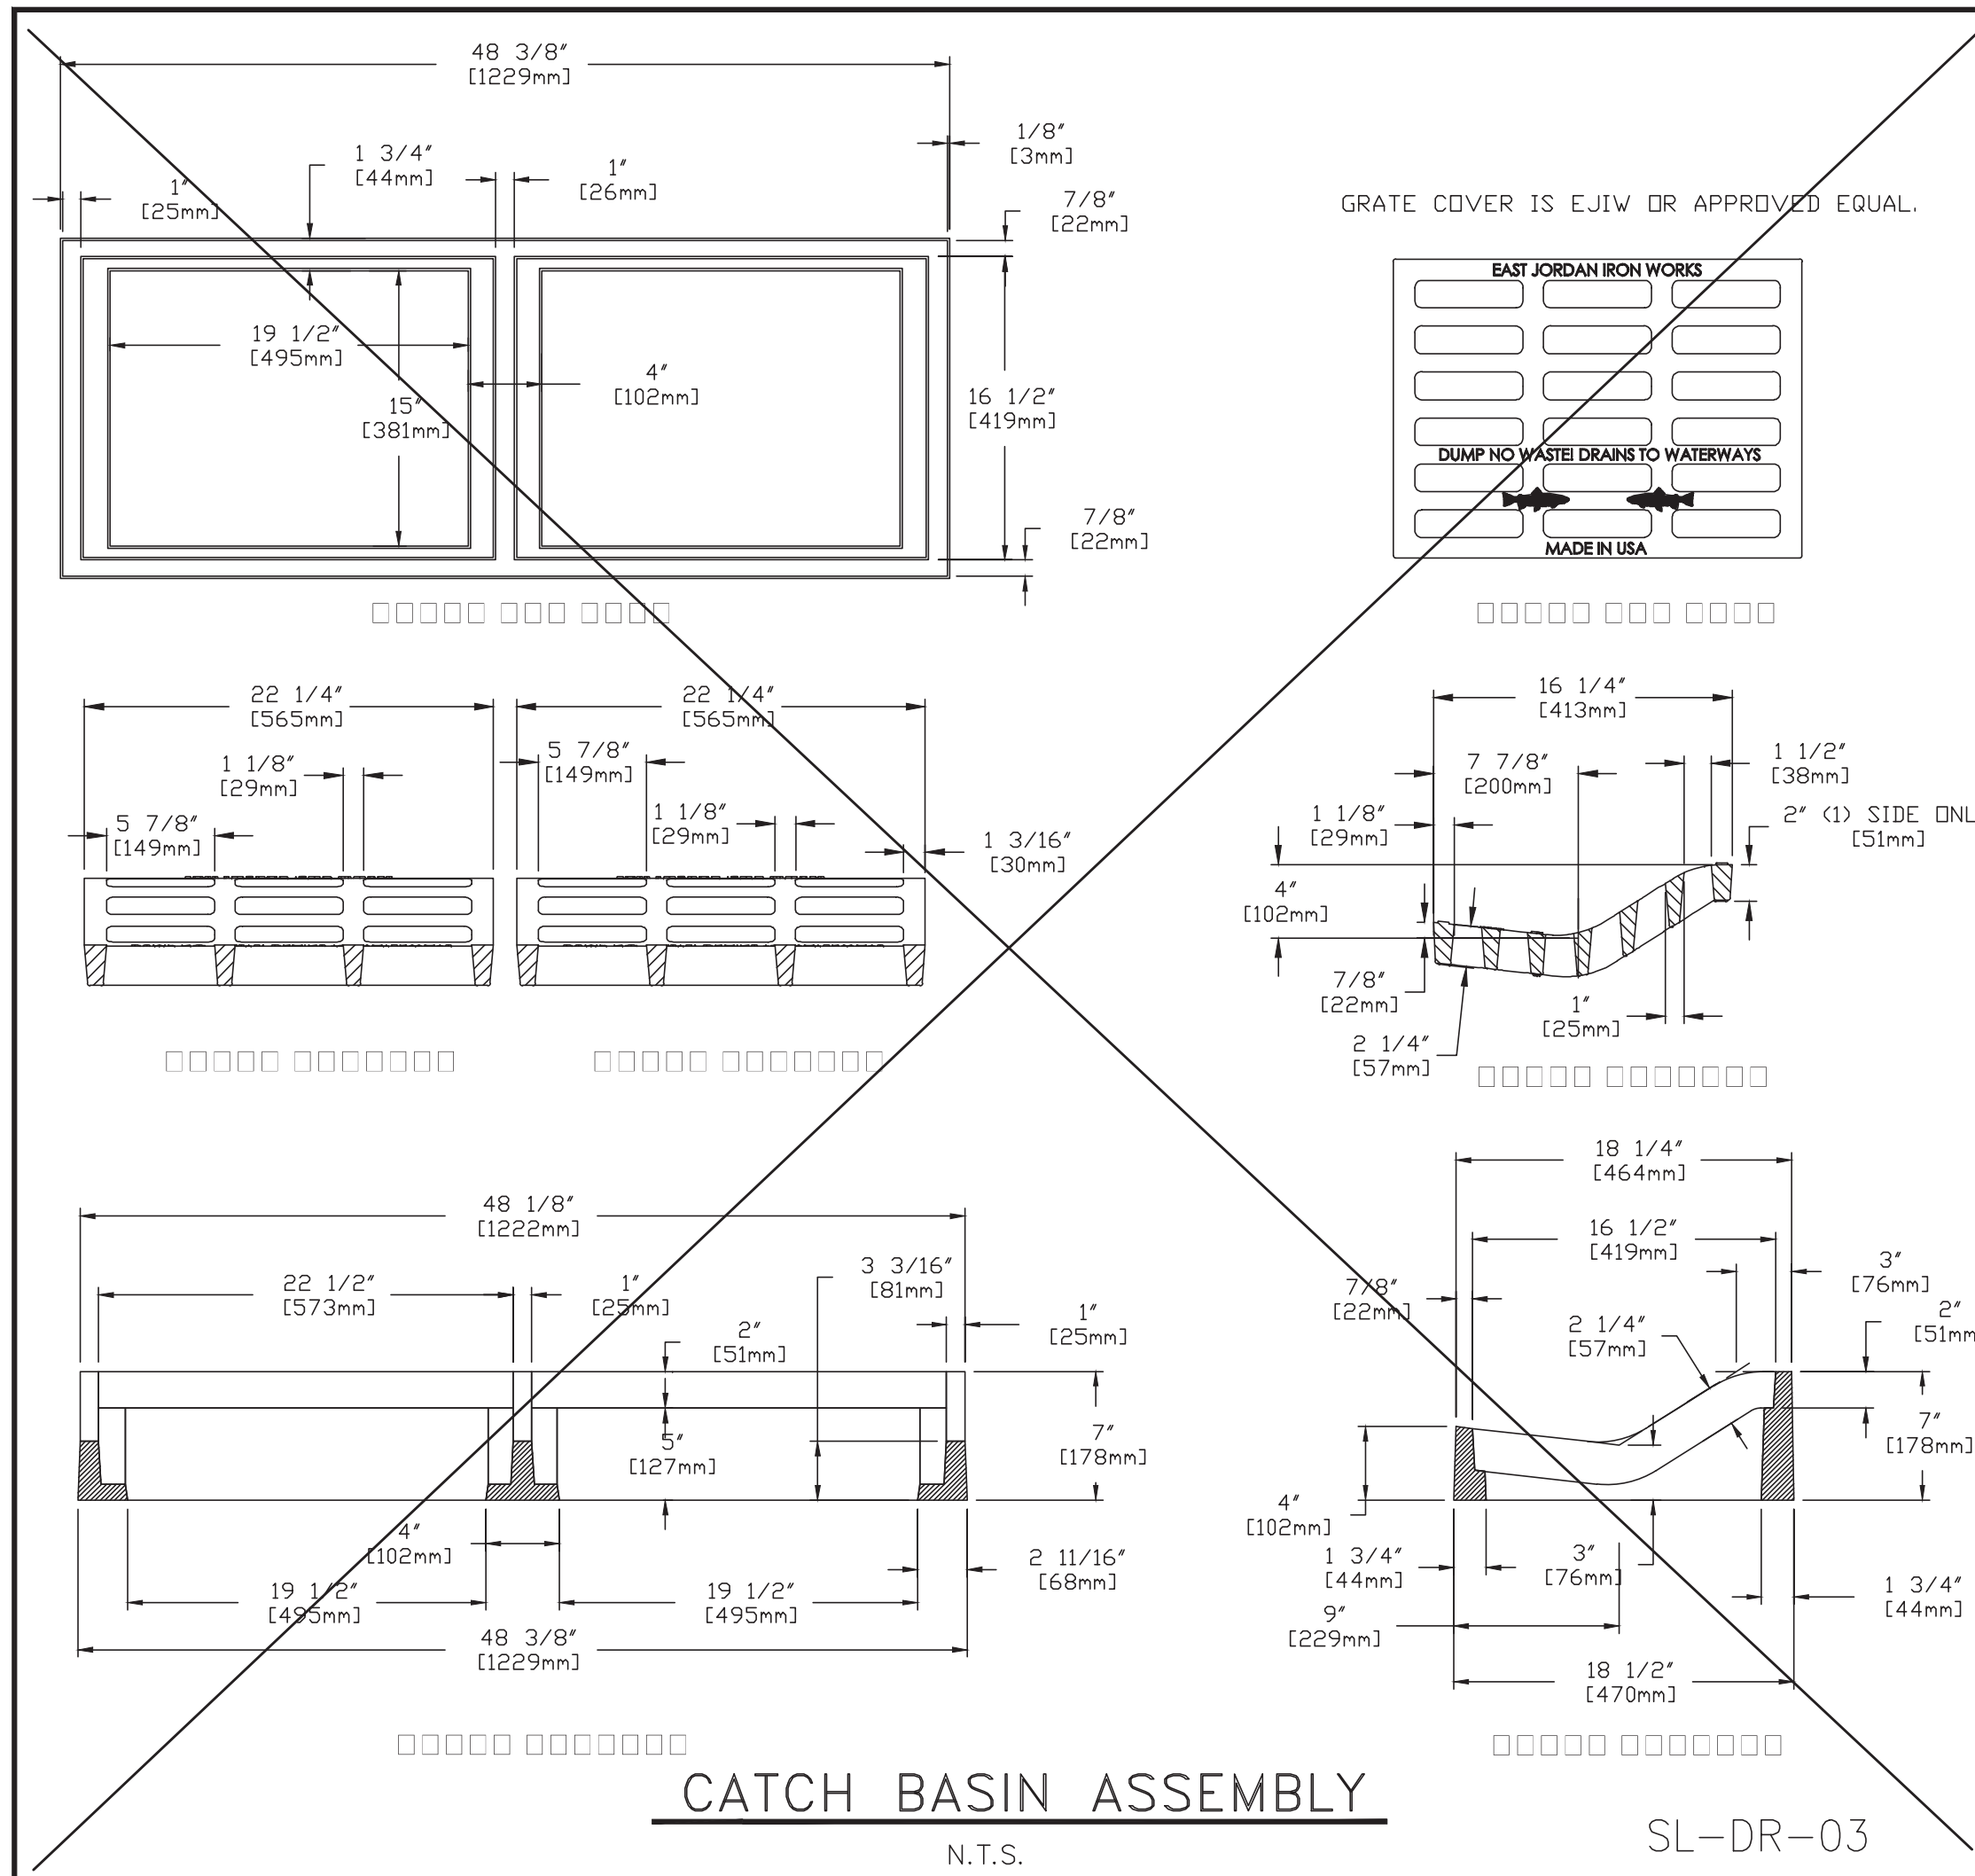 48 3/8"
[1229mm]
1 3/4"
[44mm]
1"
[26mm]
1/8"
[3mm]
1"
[25mm]
7/8"
[22mm]
19 1/2"
[495mm]
15"
[381mm]
4"
[102mm]
16 1/2"
[419mm]
7/8"
[22mm]
GRATE COVER IS EJIW OR APPROVED EQUAL.
EAST JORDAN IRON WORKS
DUMP NO WASTE! DRAINS TO WATERWAYS
MADE IN USA
22 1/4"
[565mm]
1 1/8"
[29mm]
5 7/8"
[149mm]
22 1/4"
[565mm]
5 7/8"
[149mm]
1 1/8"
[29mm]
1 3/16"
[30mm]
16 1/4"
[413mm]
7 7/8"
[200mm]
1 1/2"
[38mm]
1 1/8"
[29mm]
2" (1) SIDE ONL
[51mm]
4"
[102mm]
7/8"
[22mm]
1"
[25mm]
2 1/4"
[57mm]
48 1/8"
[1222mm]
22 1/2"
[573mm]
1"
[25mm]
3 3/16"
[81mm]
2"
[51mm]
1"
[25mm]
5"
[127mm]
7"
[178mm]
4"
[102mm]
2 11/16"
[68mm]
19 1/2"
[495mm]
19 1/2"
[495mm]
48 3/8"
[1229mm]
18 1/4"
[464mm]
16 1/2"
[419mm]
3"
[76mm]
7/8"
[22mm]
2 1/4"
[57mm]
2"
[51mm
7"
[178mm]
4"
[102mm]
1 3/4"
[44mm]
3"
[76mm]
1 3/4"
[44mm]
9"
[229mm]
18 1/2"
[470mm]
CATCH BASIN ASSEMBLY
N.T.S.
SL-DR-03